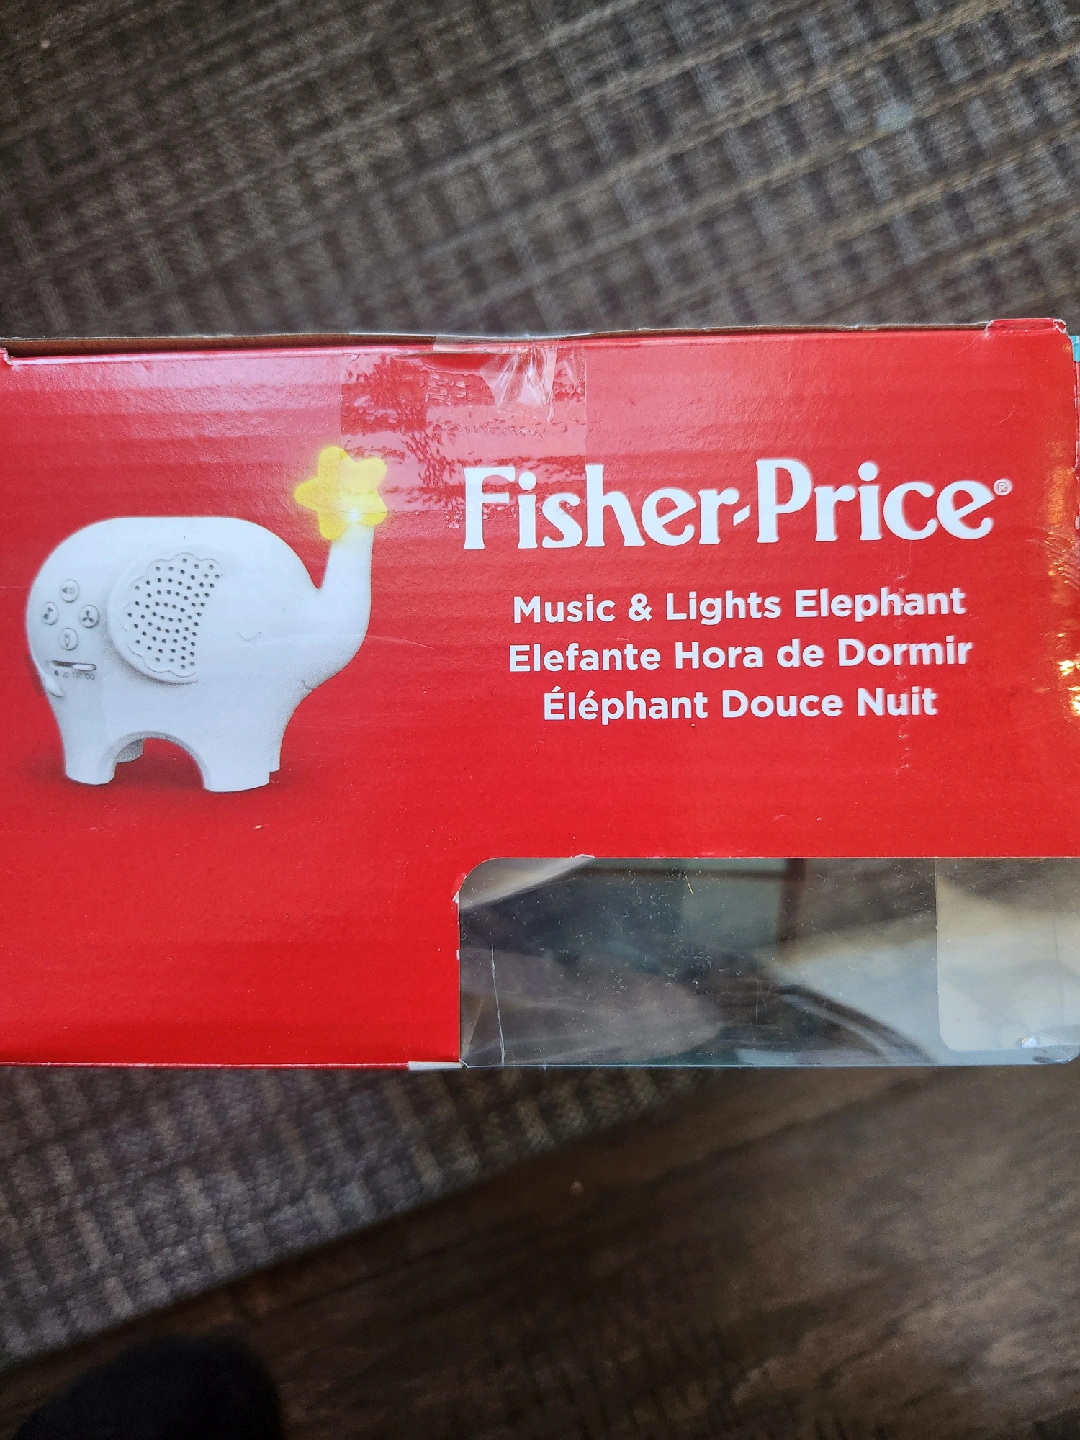 Fisher-Price®
Music & Lights Elephant
Elefante Hora de Dormir
Éléphant Douce Nuit